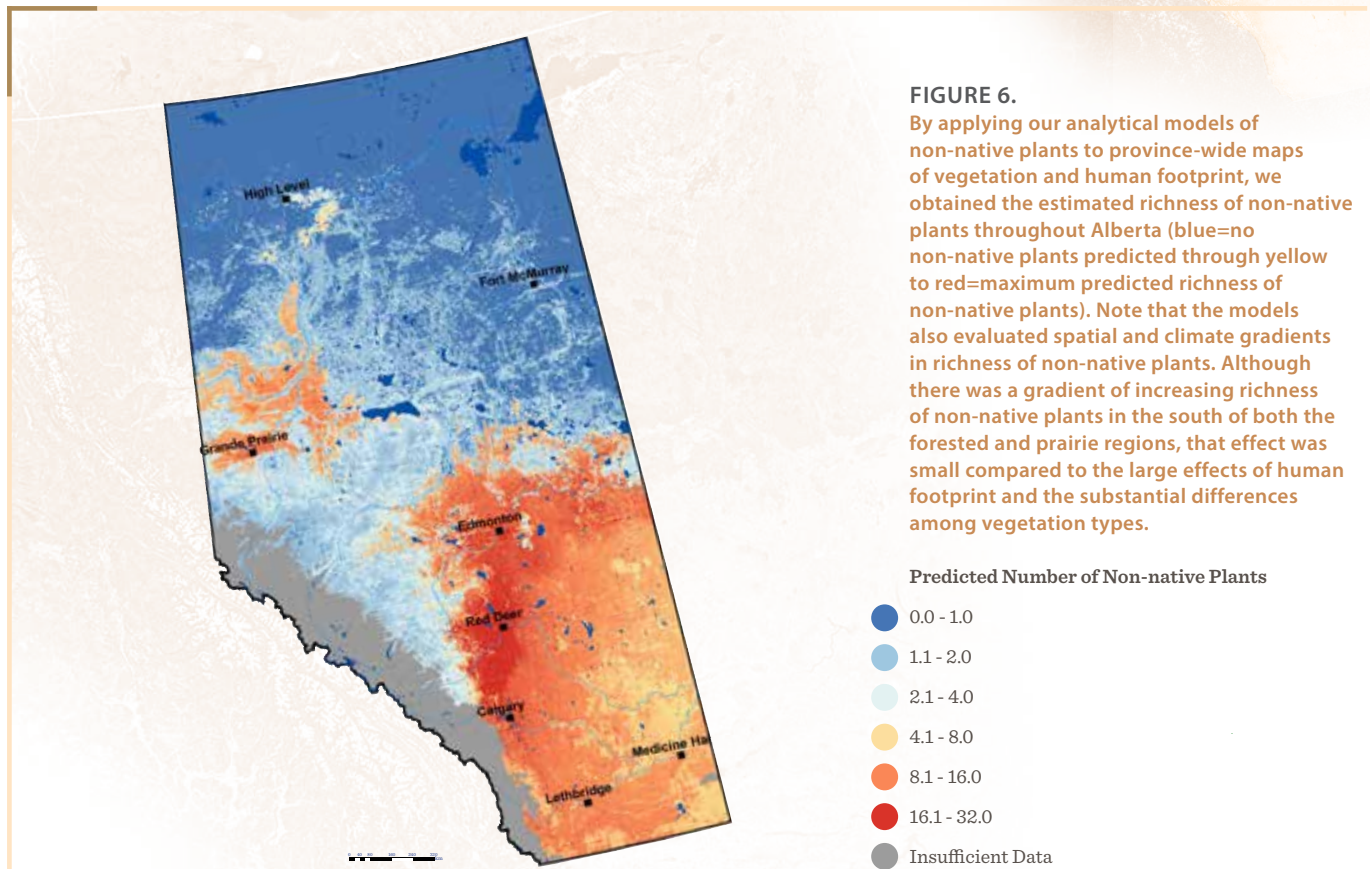 High Level
Fort McMurray
Grande Prairie
Edmonton
Red Deer
Calgary
Medicine Ha
Lethbridge
FIGURE 6.
By applying our analytical models of
non-native plants to province-wide maps
of vegetation and human footprint, we
obtained the estimated richness of non-native
plants throughout Alberta (blue=no
non-native plants predicted through yellow
to red=maximum predicted richness of
non-native plants). Note that the models
also evaluated spatial and climate gradients
in richness of non-native plants. Although
there was a gradient of increasing richness
of non-native plants in the south of both the
forested and prairie regions, that effect was
small compared to the large effects of human
footprint and the substantial differences
among vegetation types.
Predicted Number of Non-native Plants
0.0 - 1.0
1.1 - 2.0
2.1 - 4.0
4.1 - 8.0
8.1 - 16.0
16.1 - 32.0
Insufficient Data